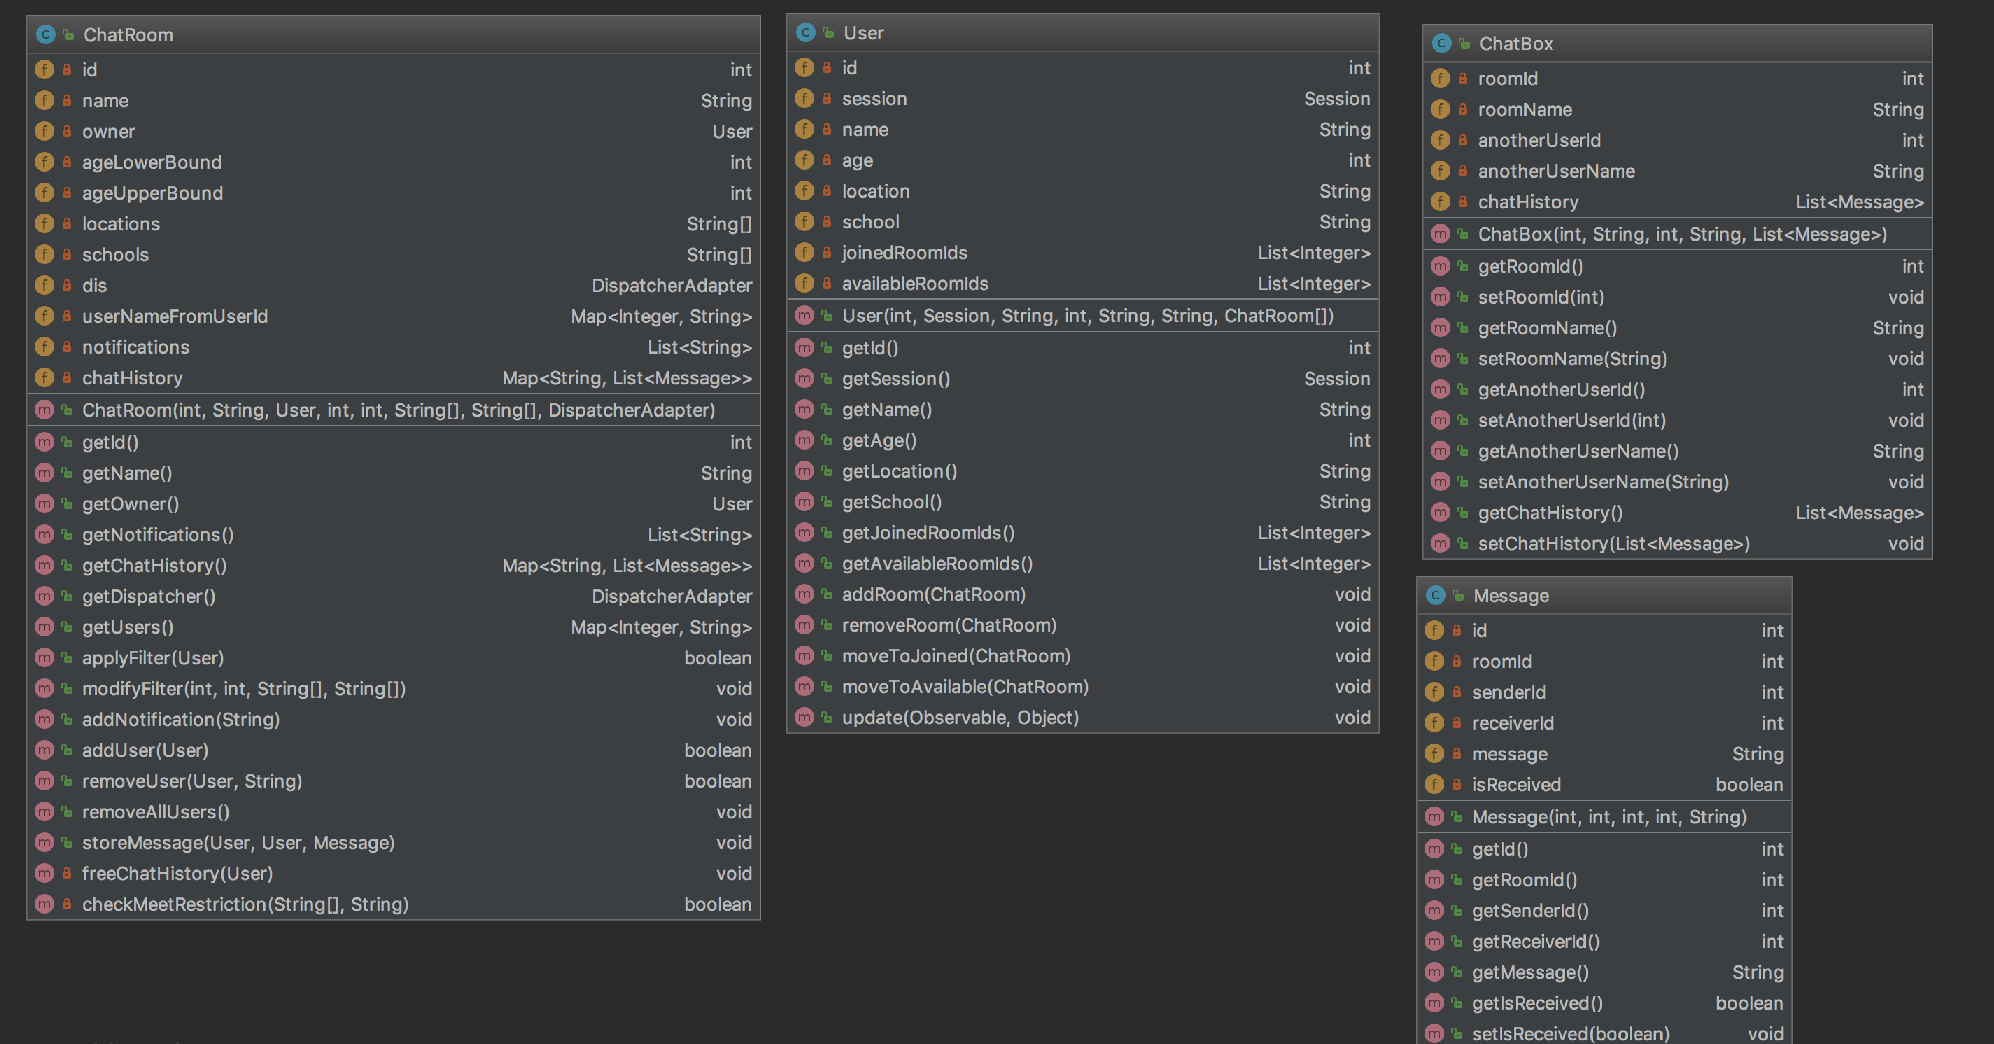 ChatRoom
id int
name String
owner User
ageLowerBound int
ageUpperBound int
locations String[]
schools String[]
dis DispatcherAdapter
userNameFromUserId Map<Integer, String>
notifications List<String>
chatHistory Map<String, List<Message>>
ChatRoom(int, String, User, int, int, String[], String[], DispatcherAdapter)
getId() int
getName() String
getOwner() User
getNotifications() List<String>
getChatHistory() Map<String, List<Message>>
getDispatcher() DispatcherAdapter
getUsers() Map<Integer, String>
applyFilter(User) boolean
modifyFilter(int, int, String[], String[]) void
addNotification(String) void
addUser(User) boolean
removeUser(User, String) boolean
removeAllUsers() void
storeMessage(User, User, Message) void
freeChatHistory(User) void
checkMeetRestriction(String[], String) boolean
User
id int
session Session
name String
age int
location String
school String
joinedRoomIds List<Integer>
availableRoomIds List<Integer>
User(int, Session, String, int, String, String, ChatRoom[])
getId() int
getSession() Session
getName() String
getAge() int
getLocation() String
getSchool() String
getJoinedRoomIds() List<Integer>
getAvailableRoomIds() List<Integer>
addRoom(ChatRoom) void
removeRoom(ChatRoom) void
moveToJoined(ChatRoom) void
moveToAvailable(ChatRoom) void
update(Observable, Object) void
ChatBox
roomId int
roomName String
anotherUserId int
anotherUserName String
chatHistory List<Message>
ChatBox(int, String, int, String, List<Message>)
getRoomId() int
setRoomId(int) void
getRoomName() String
setRoomName(String) void
getAnotherUserId() int
setAnotherUserId(int) void
getAnotherUserName() String
setAnotherUserName(String) void
getChatHistory() List<Message>
setChatHistory(List<Message>) void
Message
id int
roomId int
senderId int
receiverId int
message String
isReceived boolean
Message(int, int, int, int, String)
getId() int
getRoomId() int
getSenderId() int
getReceiverId() int
getMessage() String
getIsReceived() boolean
setIsReceived(boolean) void